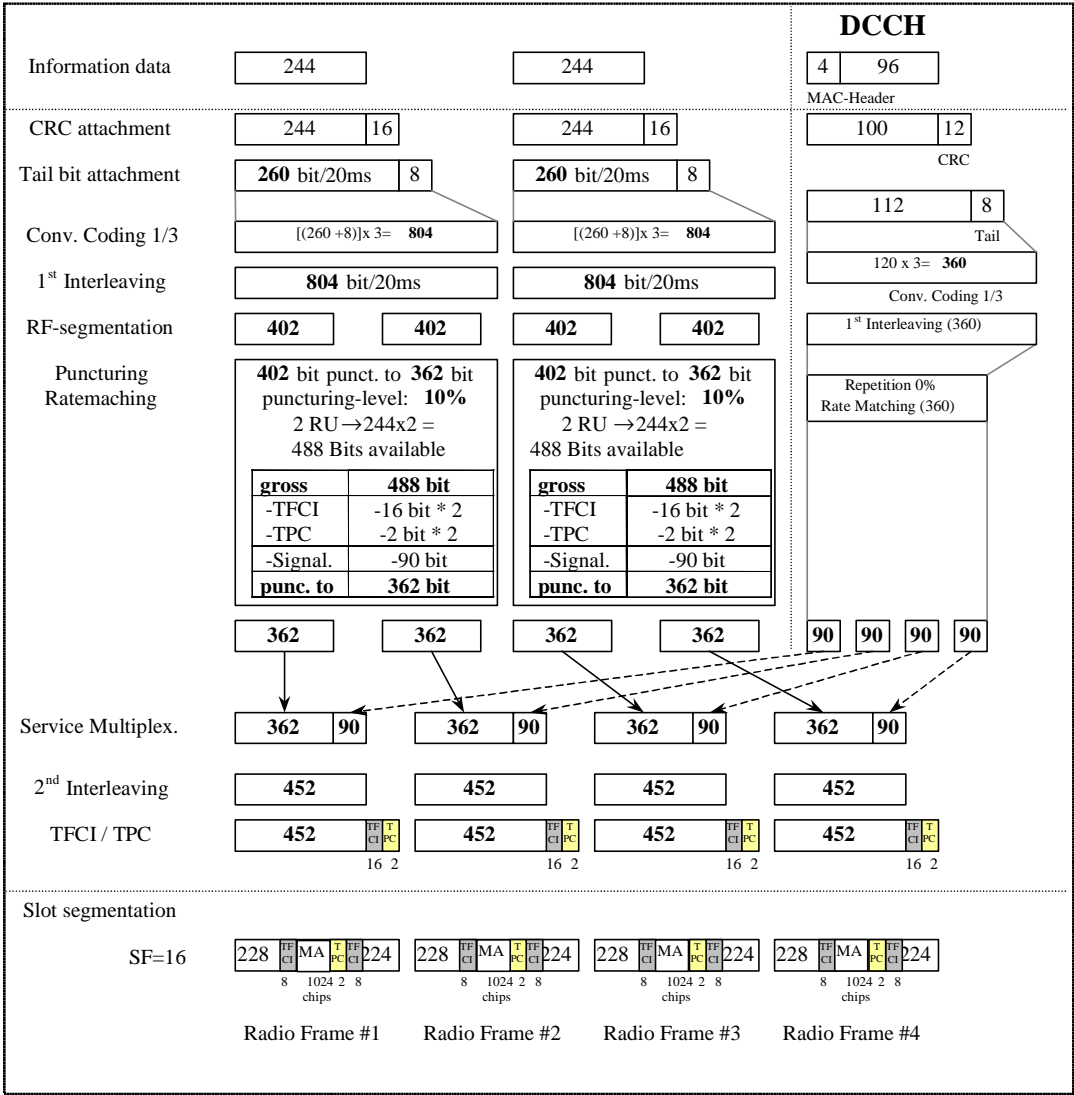 DCCH
Information data 244 244 4 96
MAC-Header
CRC attachment 244 16 244 16 100 12
CRC
Tail bit attachment 260 bit/20ms 8 260 bit/20ms 8
112 8
Tail
Conv. Coding 1/3 [(260 +8)]x 3= 804 [(260 +8)]x 3= 804
120 x 3= 360
Conv. Coding 1/3
1st Interleaving 804 bit/20ms 804 bit/20ms
RF-segmentation 402 402 402 402 1st Interleaving (360)
Puncturing
Ratemaching
402 bit punct. to 362 bit
puncturing-level: 10%
2 RU →244x2 =
488 Bits available
gross 488 bit
-TFCI -16 bit * 2
-TPC -2 bit * 2
-Signal. -90 bit
punc. to 362 bit
402 bit punct. to 362 bit
puncturing-level: 10%
2 RU →244x2 =
488 Bits available
gross 488 bit
-TFCI -16 bit * 2
-TPC -2 bit * 2
-Signal. -90 bit
punc. to 362 bit
Repetition 0%
Rate Matching (360)
362 362 362 362 90 90 90 90
Service Multiplex. 362 90 362 90 362 90 362 90
2nd Interleaving 452 452 452 452
TFCI / TPC 452 TF CI T PC 452 TF CI T PC 452 TF CI T PC 452 TF CI T PC
16 2 16 2 16 2 16 2
Slot segmentation
SF=16 228 TF CI MA T PC TF CI 224 228 TF CI MA T PC TF CI 224 228 TF CI MA T PC TF CI 224 228 TF CI MA T PC TF CI 224
8 1024 2 8 8 1024 2 8 8 1024 2 8 8 1024 2 8
chips chips chips chips
Radio Frame #1 Radio Frame #2 Radio Frame #3 Radio Frame #4